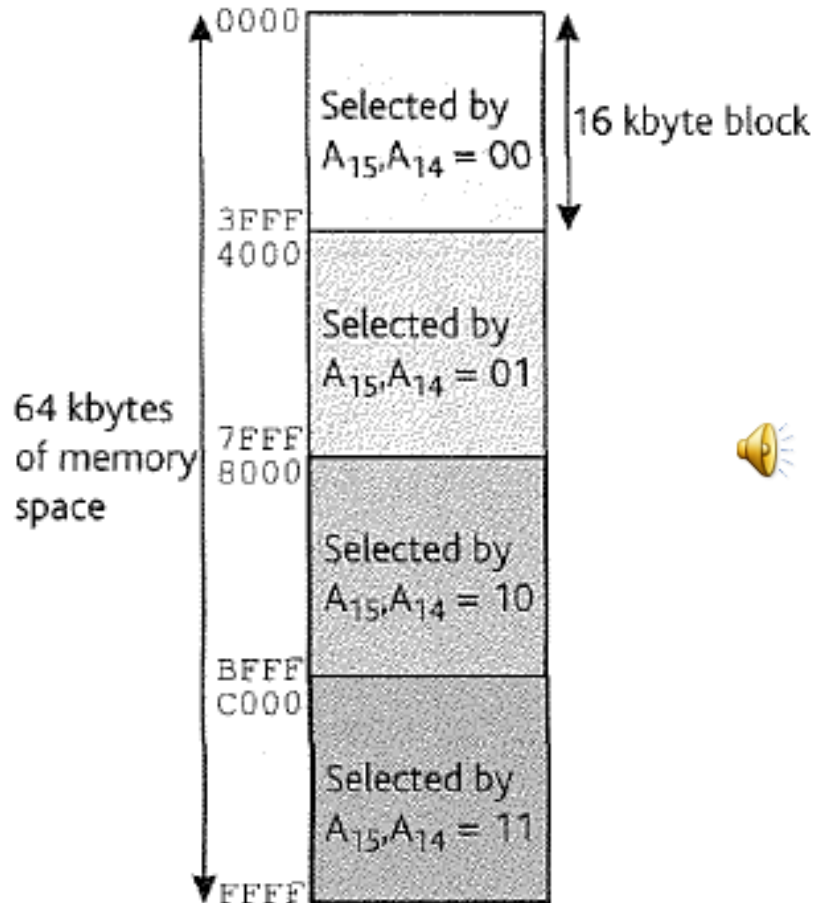 0000
Selected by
A₁₅,A₁₄ = 00
16 kbyte block
3FFF
4000
Selected by
A₁₅,A₁₄ = 01
64 kbytes
of memory
space
7FFF
8000
Selected by
A₁₅,A₁₄ = 10
BFFF
C000
Selected by
A₁₅,A₁₄ = 11
FFFF